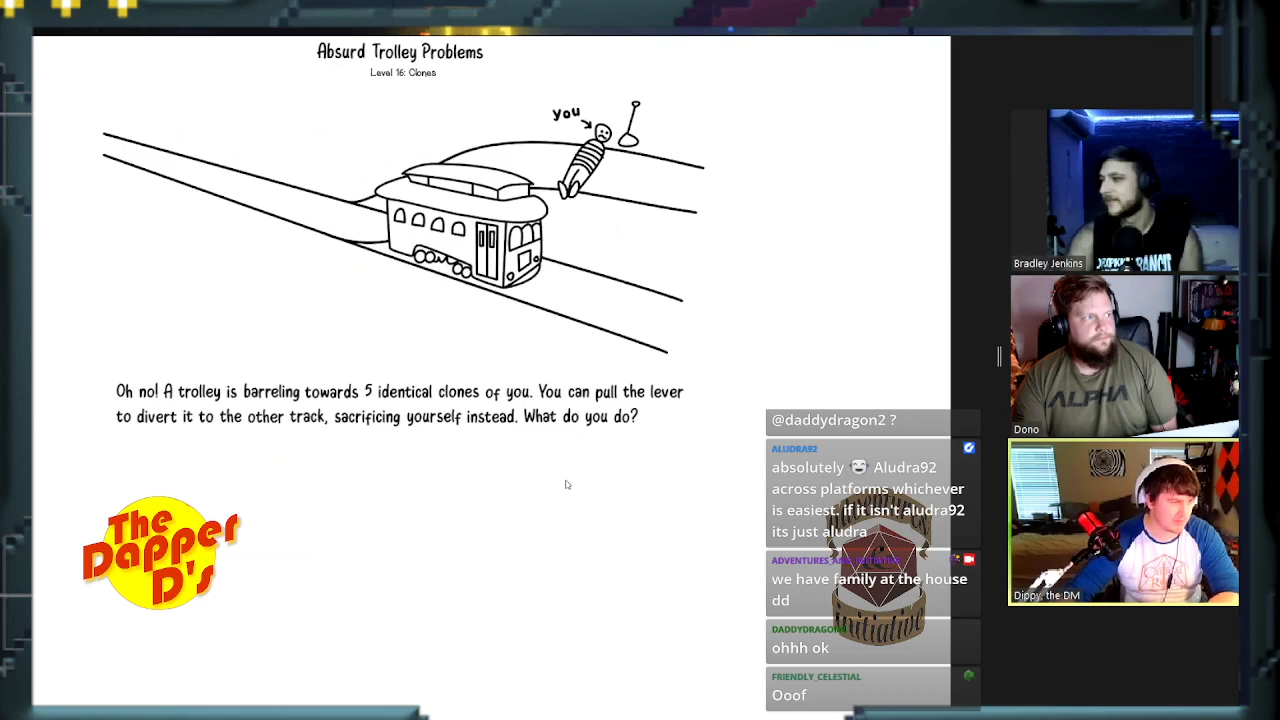 Absurd Trolley Problems
Level 16: Clones
you
Oh no! A trolley is barreling towards 5 identical clones of you. You can pull the lever
to divert it to the other track, sacrificing yourself instead. What do you do?
The
Dapper
D's
@daddydragon2 ?
ALUDRA92
absolutely Aludra92
across platforms whichever
is easiest. if it isn't aludra92
its just aludra
we have family at the house
dd
ohhh ok
FRIENDLY_CELESTIAL
Ooof
initiative
Bradley Jenkins
ALPHA
Dono
Dippy, the DM